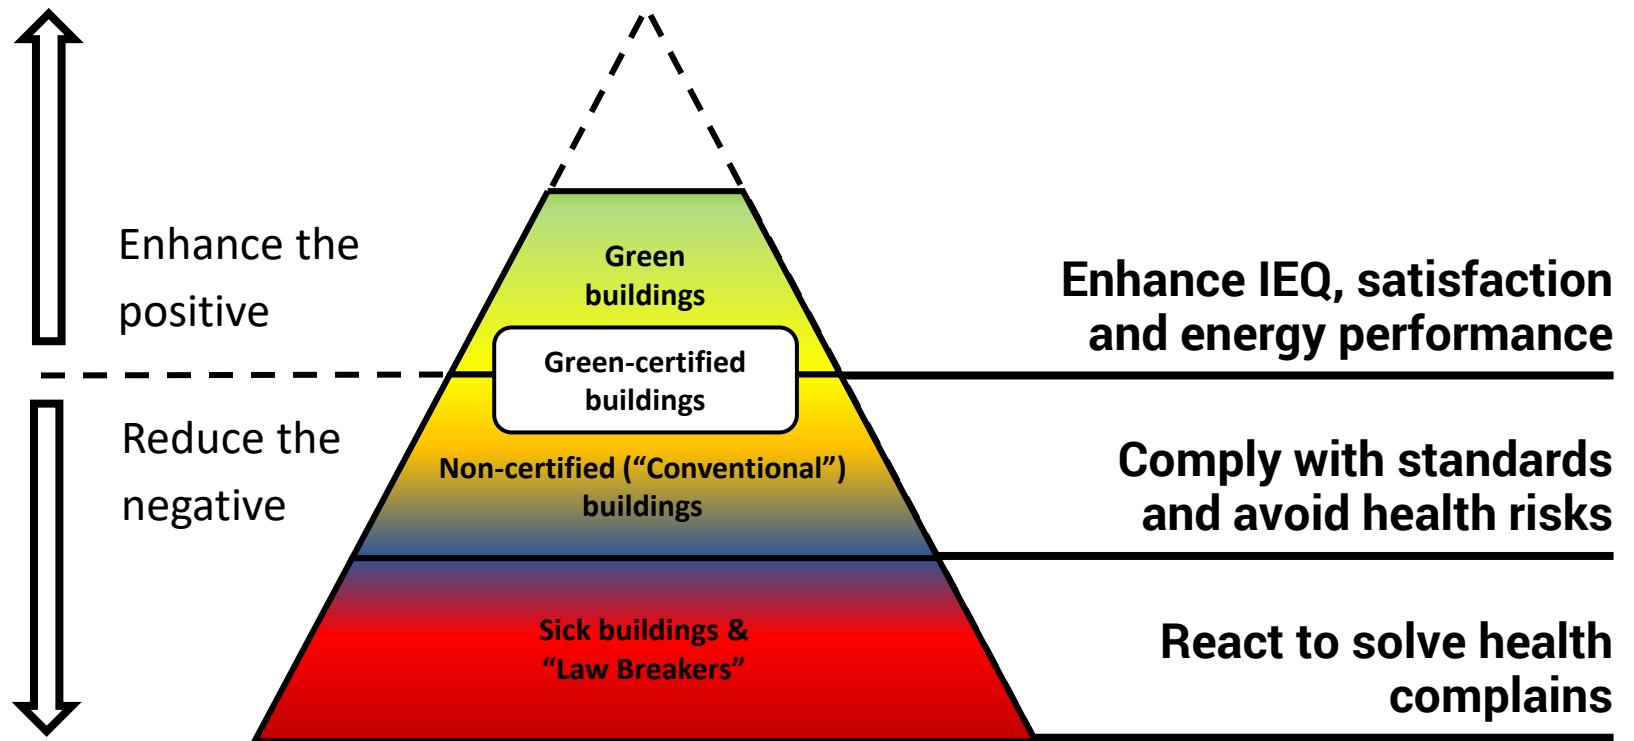 Enhance the
positive
Reduce the
negative
Green
buildings
Green-certified
buildings
Non-certified (“Conventional”)
buildings
Sick buildings &
“Law Breakers”
Enhance IEQ, satisfaction
and energy performance
Comply with standards
and avoid health risks
React to solve health
complains